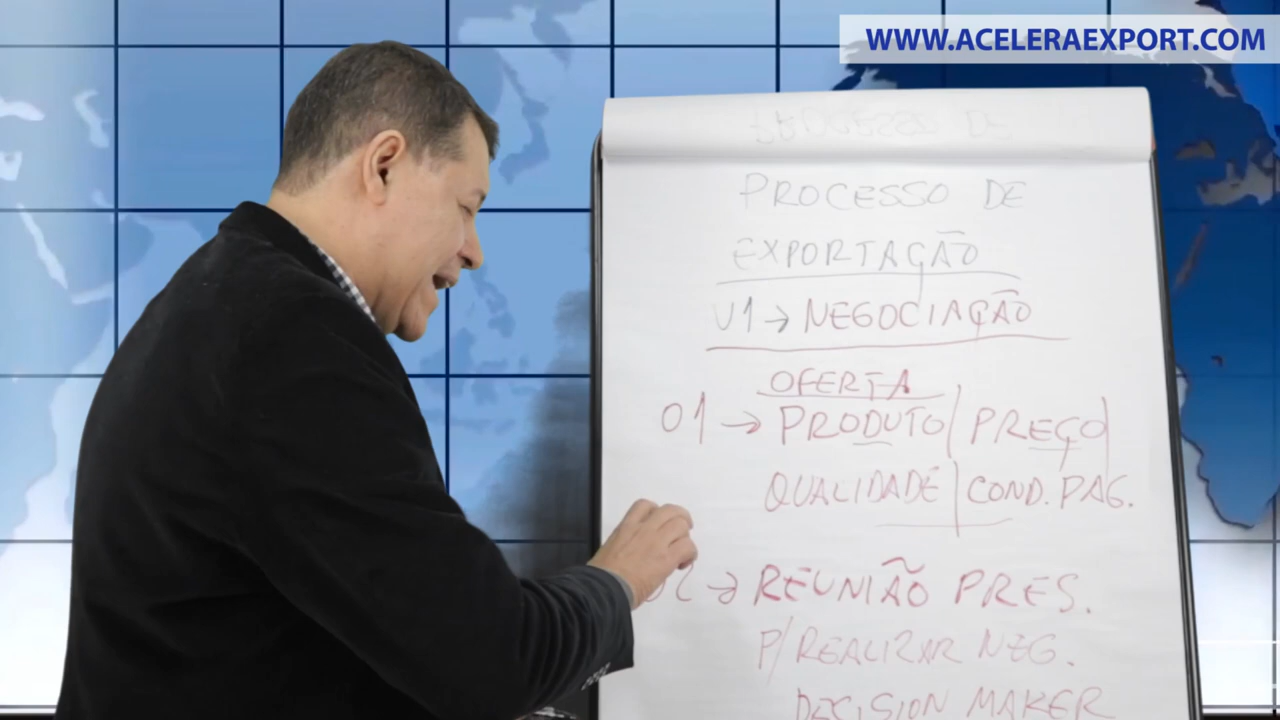 WWW.ACELERAEXPORT.COM
PROCESSO DE
EXPORTAÇÃO
V1 → NEGOCIAÇÃO
OFERTA
01 → PRODUTO / PREÇO
QUALIDADE | COND. PAG.
02 → REUNIÃO PRES.
P/ REALIZAR NEG.
DECISION MAKER